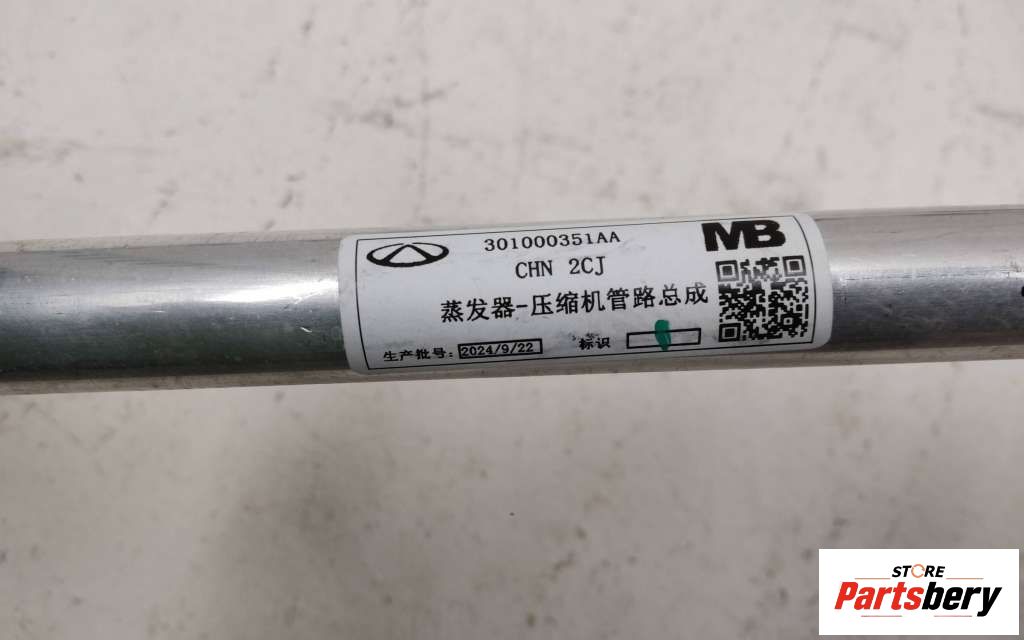 301000351AA
MB
CHN 2CJ
蒸发器-压缩机管路总成
生产批号: 2024/9/22 标识
STORE
Partsbery